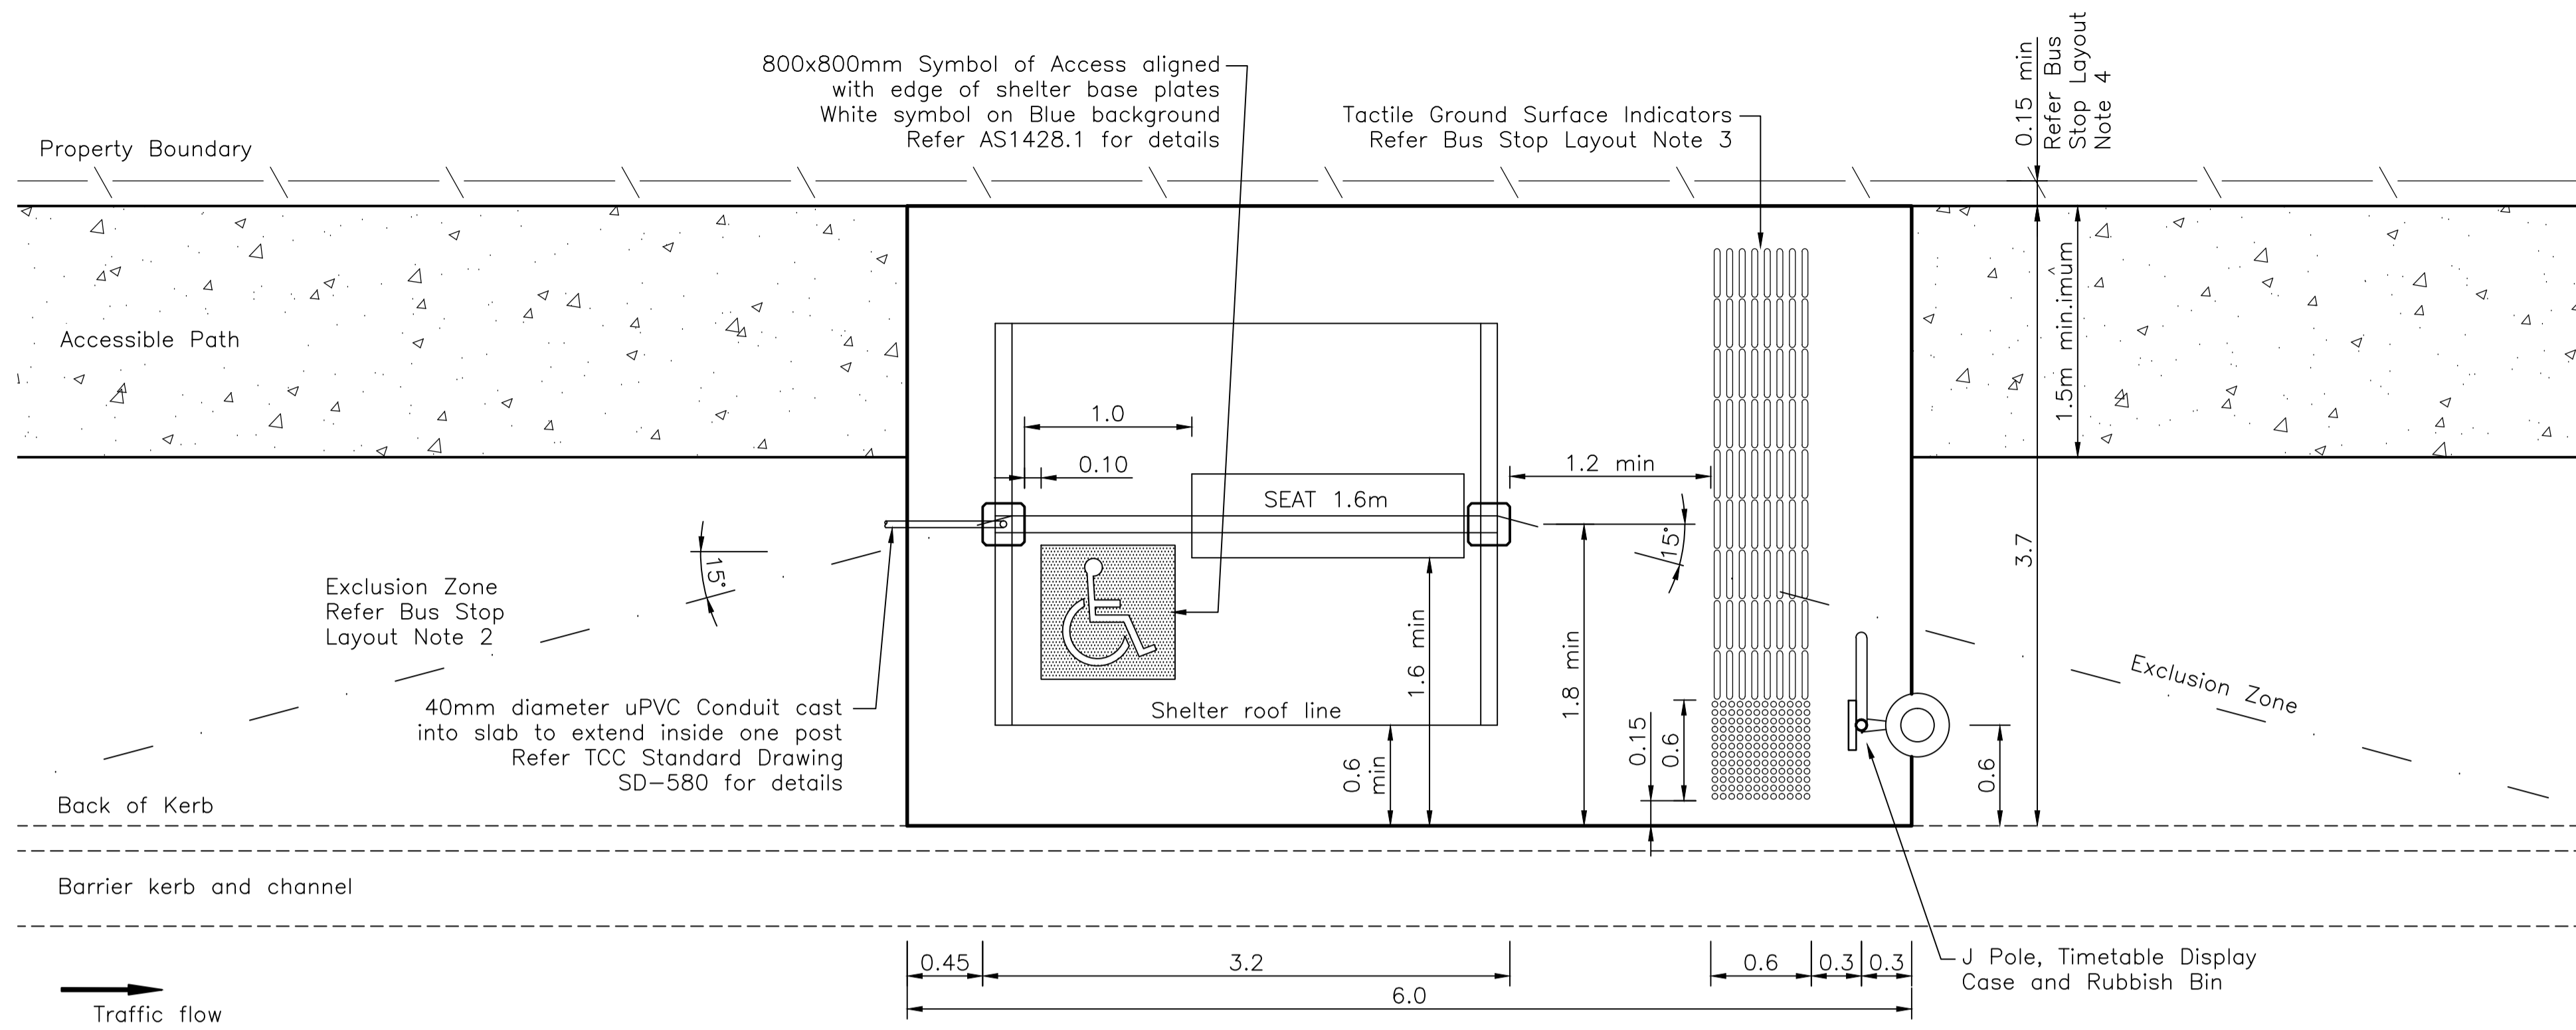 800x800mm Symbol of Access aligned
with edge of shelter base plates
White symbol on Blue background
Refer AS1428.1 for details
Tactile Ground Surface Indicators
Refer Bus Stop Layout Note 3
0.15 min
Refer Bus
Stop Layout
Note 4
Property Boundary
Accessible Path
1.5m min.imum
1.0
0.10
SEAT 1.6m
1.2 min
15°
15°
3.7
Exclusion Zone
Refer Bus Stop
Layout Note 2
1.6 min
1.8 min
Exclusion Zone
40mm diameter uPVC Conduit cast
into slab to extend inside one post
Refer TCC Standard Drawing
SD-580 for details
Shelter roof line
0.6
min
0.15
0.6
0.6
Back of Kerb
Barrier kerb and channel
0.45
3.2
0.6
0.3
0.3
6.0
J Pole, Timetable Display
Case and Rubbish Bin
Traffic flow